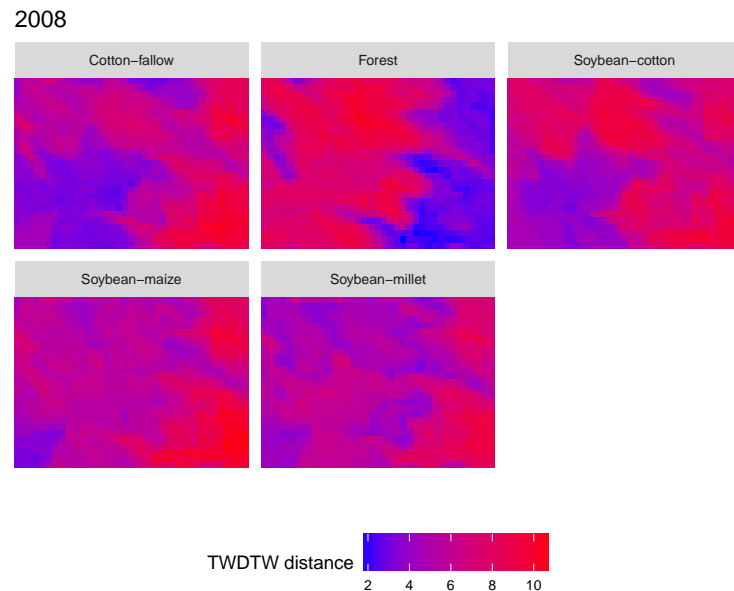 2008
Cotton−fallow
Forest
Soybean−cotton
Soybean−maize
Soybean−millet
TWDTW distance
2 4 6 8 10